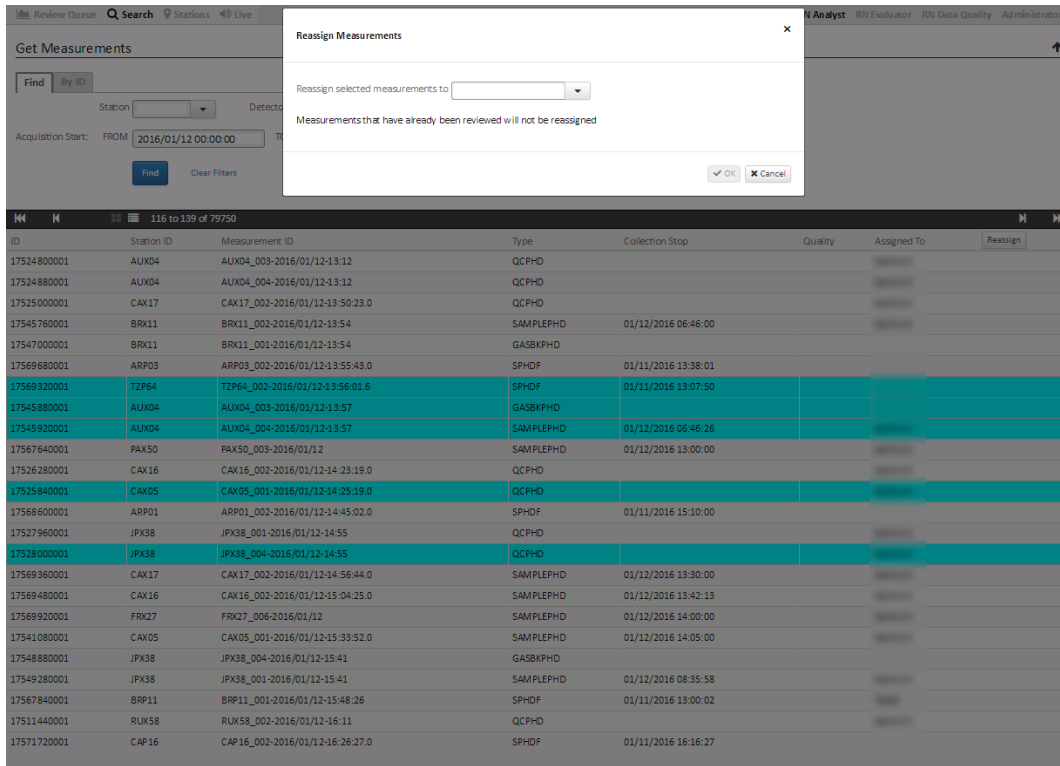 Review Queue Search Stations Live N Analyst RN Evaluator RN Data Quality Administrator
Reassign Measurements ×
Get Measurements
Find By ID
Reassign selected measurements to
Station Detecto
Measurements that have already been reviewed will not be reassigned
Acquisition Start: FROM 2016/01/12 00:00:00 TO
Find Clear Filters
OK Cancel
116 to 139 of 79750
ID Station ID Measurement ID Type Collection Stop Quality Assigned To Reassign
17524800001 AUX04 AUX04_003-2016/01/12-13:12 QCPHD
17524880001 AUX04 AUX04_004-2016/01/12-13:12 QCPHD
17525000001 CAX17 CAX17_002-2016/01/12-13:50:23.0 QCPHD
17545760001 BRX11 BRX11_002-2016/01/12-13:54 SAMPLEPHD 01/12/2016 06:46:00
17547000001 BRX11 BRX11_001-2016/01/12-13:54 GASBKPHD
17569680001 ARP03 ARP03_002-2016/01/12-13:55:43.0 SPHDF 01/11/2016 13:38:01
17569320001 TZP64 TZP64_002-2016/01/12-13:56:01.6 SPHDF 01/11/2016 13:07:50
17545880001 AUX04 AUX04_003-2016/01/12-13:57 GASBKPHD
17545920001 AUX04 AUX04_004-2016/01/12-13:57 SAMPLEPHD 01/12/2016 06:46:26
17567640001 PAX50 PAX50_003-2016/01/12 SAMPLEPHD 01/12/2016 13:00:00
17526280001 CAX16 CAX16_002-2016/01/12-14:23:19.0 QCPHD
17525840001 CAX05 CAX05_001-2016/01/12-14:25:19.0 QCPHD
17568600001 ARP01 ARP01_002-2016/01/12-14:45:02.0 SPHDF 01/11/2016 15:10:00
17527960001 JPX38 JPX38_001-2016/01/12-14:55 QCPHD
17528000001 JPX38 JPX38_004-2016/01/12-14:55 QCPHD
17569360001 CAX17 CAX17_002-2016/01/12-14:56:44.0 SAMPLEPHD 01/12/2016 13:30:00
17569480001 CAX16 CAX16_002-2016/01/12-15:04:25.0 SAMPLEPHD 01/12/2016 13:42:13
17569920001 FRX27 FRX27_006-2016/01/12 SAMPLEPHD 01/12/2016 14:00:00
17541080001 CAX05 CAX05_001-2016/01/12-15:33:52.0 SAMPLEPHD 01/12/2016 14:05:00
17548880001 JPX38 JPX38_004-2016/01/12-15:41 GASBKPHD
17549280001 JPX38 JPX38_001-2016/01/12-15:41 SAMPLEPHD 01/12/2016 08:35:58
17567840001 BRP11 BRP11_001-2016/01/12-15:48:26 SPHDF 01/11/2016 13:00:02
17511440001 RUX58 RUX58_002-2016/01/12-16:11 QCPHD
17571720001 CAP16 CAP16_002-2016/01/12-16:26:27.0 SPHDF 01/11/2016 16:16:27